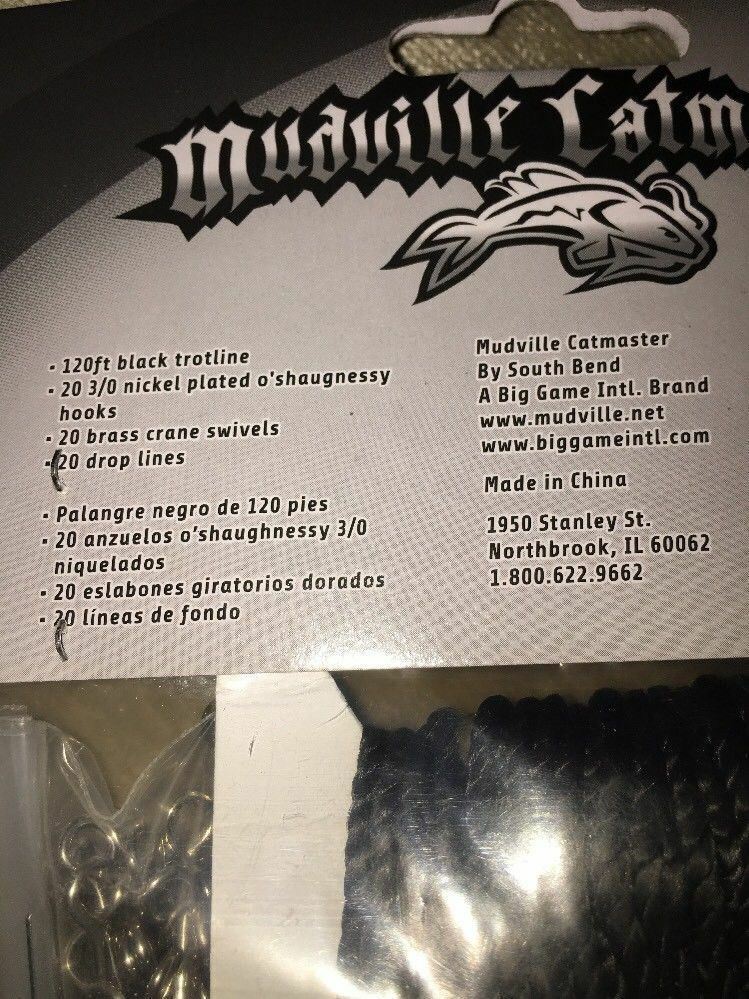 Mudville Catm
- 120ft black trotline
- 20 3/0 nickel plated o'shaugnessy
hooks
- 20 brass crane swivels
- 20 drop lines
- Palangre negro de 120 pies
- 20 anzuelos o'shaughnessy 3/0
niquelados
- 20 eslabones giratorios dorados
- 20 líneas de fondo
Mudville Catmaster
By South Bend
A Big Game Intl. Brand
www.mudville.net
www.biggameintl.com
Made in China
1950 Stanley St.
Northbrook, IL 60062
1.800.622.9662